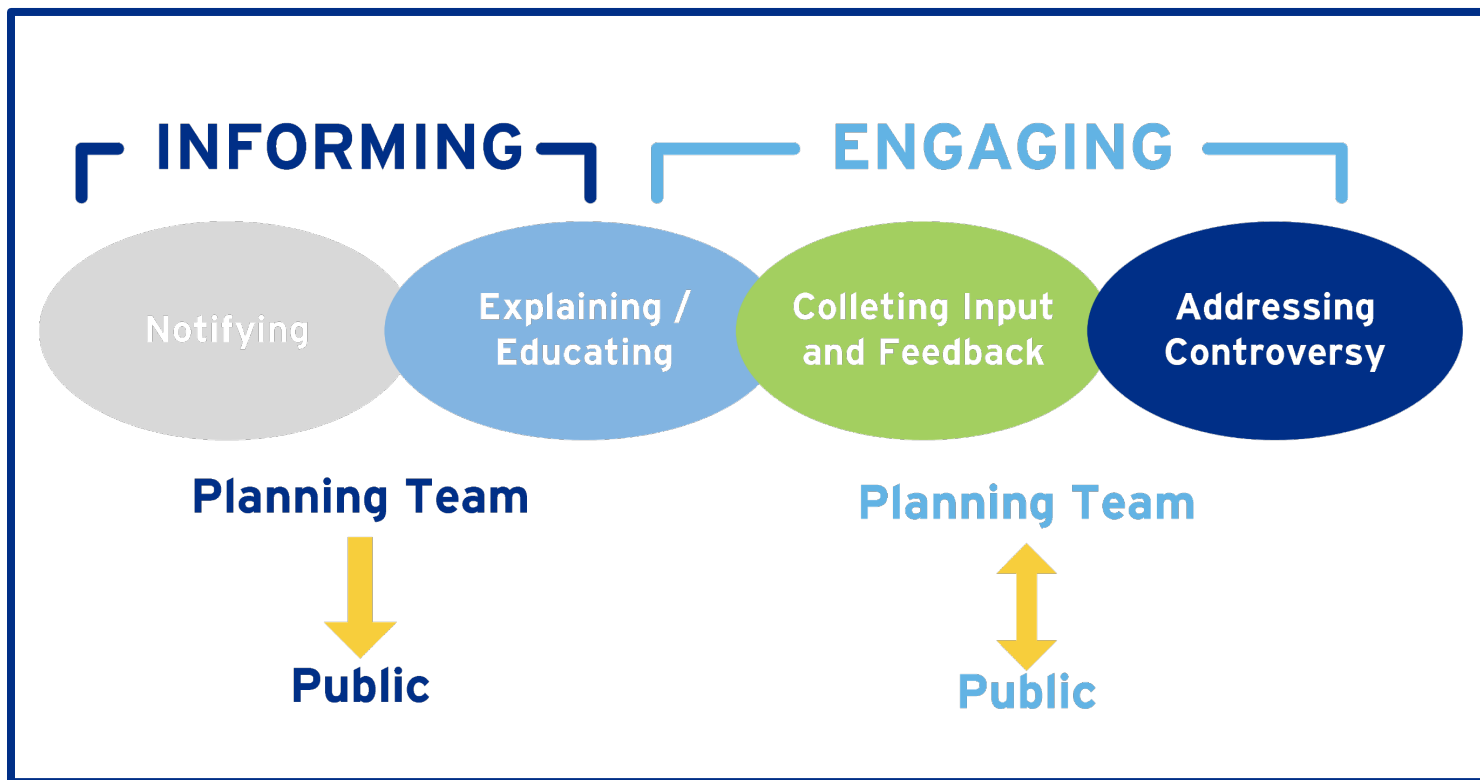 INFORMING
ENGAGING
Notifying
Explaining /
Educating
Colleting Input
and Feedback
Addressing
Controversy
Planning Team
Public
Planning Team
Public